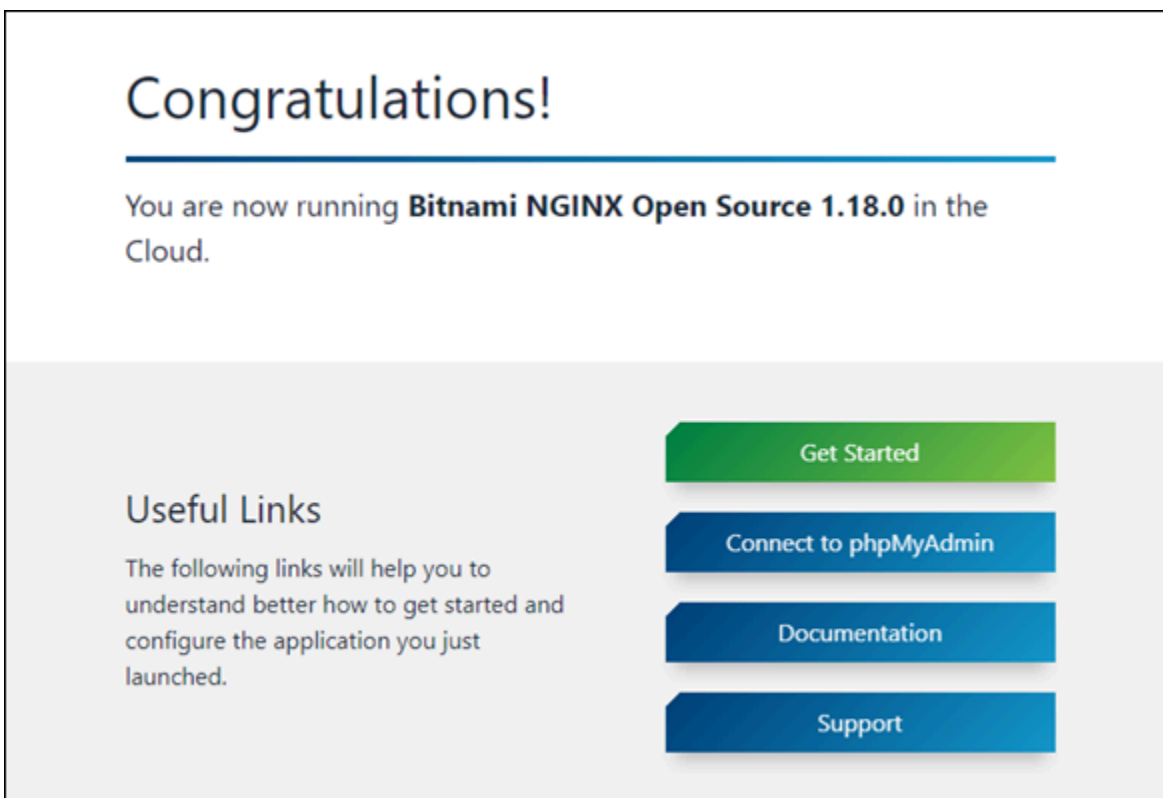 Congratulations!
You are now running Bitnami NGINX Open Source 1.18.0 in the
Cloud.
Useful Links
The following links will help you to
understand better how to get started and
configure the application you just
launched.
Get Started
Connect to phpMyAdmin
Documentation
Support